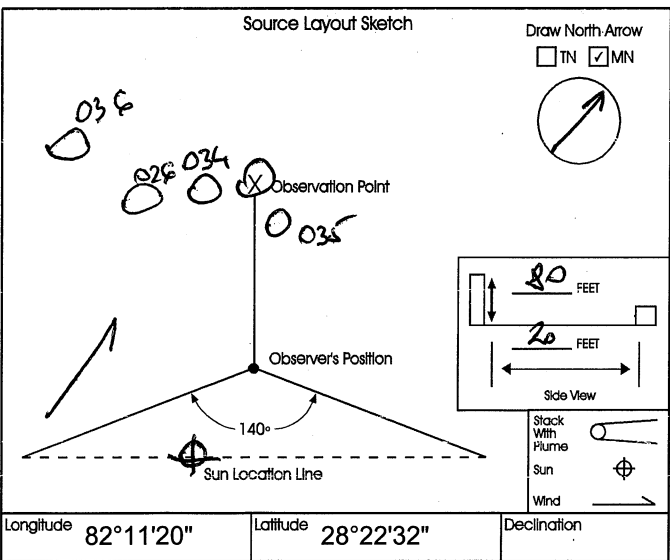 Source Layout Sketch
Draw North Arrow
TN ✓ MN
036
026 034
X Observation Point
035
80 FEET
20 FEET
Side View
Observer's Position
140°
Sun Location Line
Stack With Plume
Sun
Wind
Longitude 82°11'20" Latitude 28°22'32" Declination